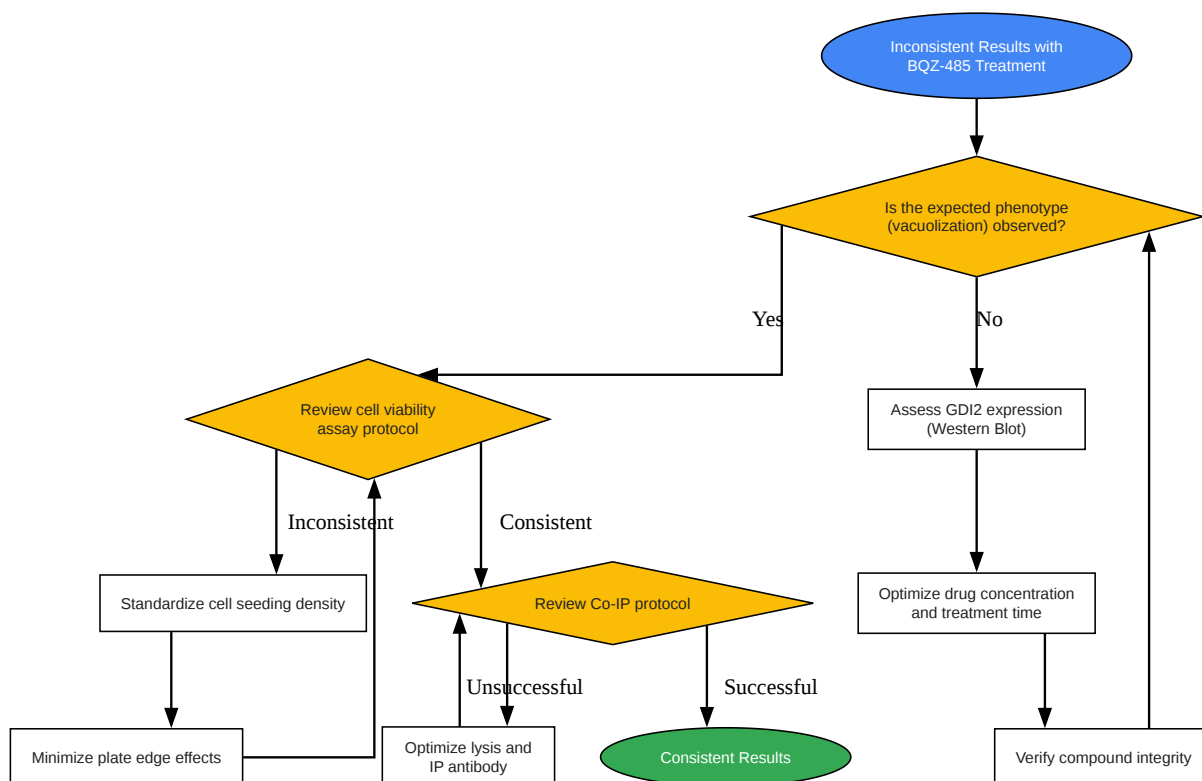 Inconsistent Results with
BQZ-485 Treatment
Is the expected phenotype
(vacuolization) observed?
Yes
No
Review cell viability
assay protocol
Assess GDI2 expression
(Western Blot)
Inconsistent
Consistent
Standardize cell seeding density
Review Co-IP protocol
Optimize drug concentration
and treatment time
Unsuccessful
Successful
Minimize plate edge effects
Optimize lysis and
IP antibody
Consistent Results
Verify compound integrity